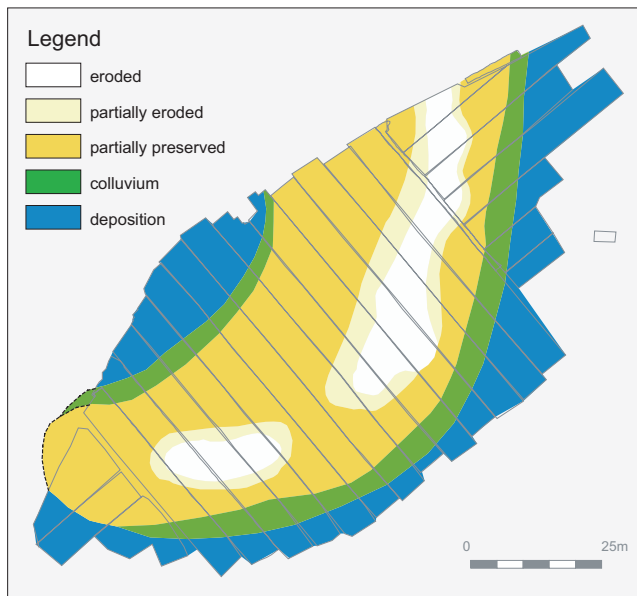 Legend
eroded
partially eroded
partially preserved
colluvium
deposition
0 25m